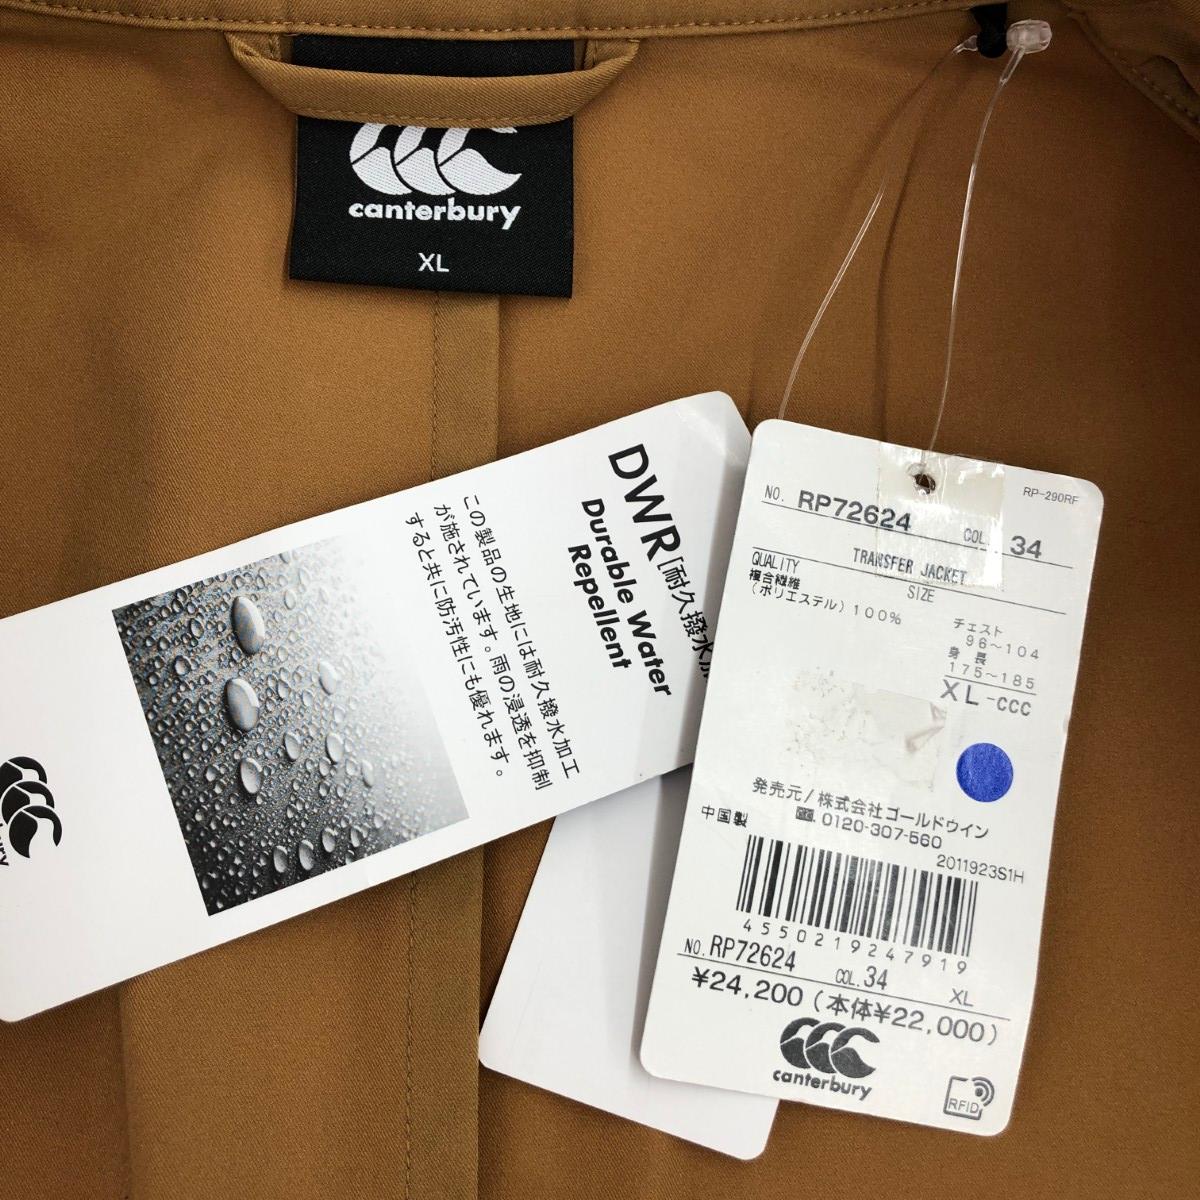 canterbury
XL
DWR[耐久撥水加
Durable Water
Repellent
この製品の生地には耐久撥水加工
が施されています。雨の浸透を抑制
すると共に防汚性にも優れます。
RP-290RF
NO. RP72624 COL. 34
TRANSFER JACKET
QUALITY SIZE
複合繊維
(ポリエステル) 100%
チェスト
96~104
身長
175~185
XL-CCC
発売元/株式会社ゴールドウイン
中国製 0120-307-560
2011923S1H
4550219247919
NO. RP72624 COL. 34 XL
¥24,200 (本体¥22,000)
canterbury
RFID